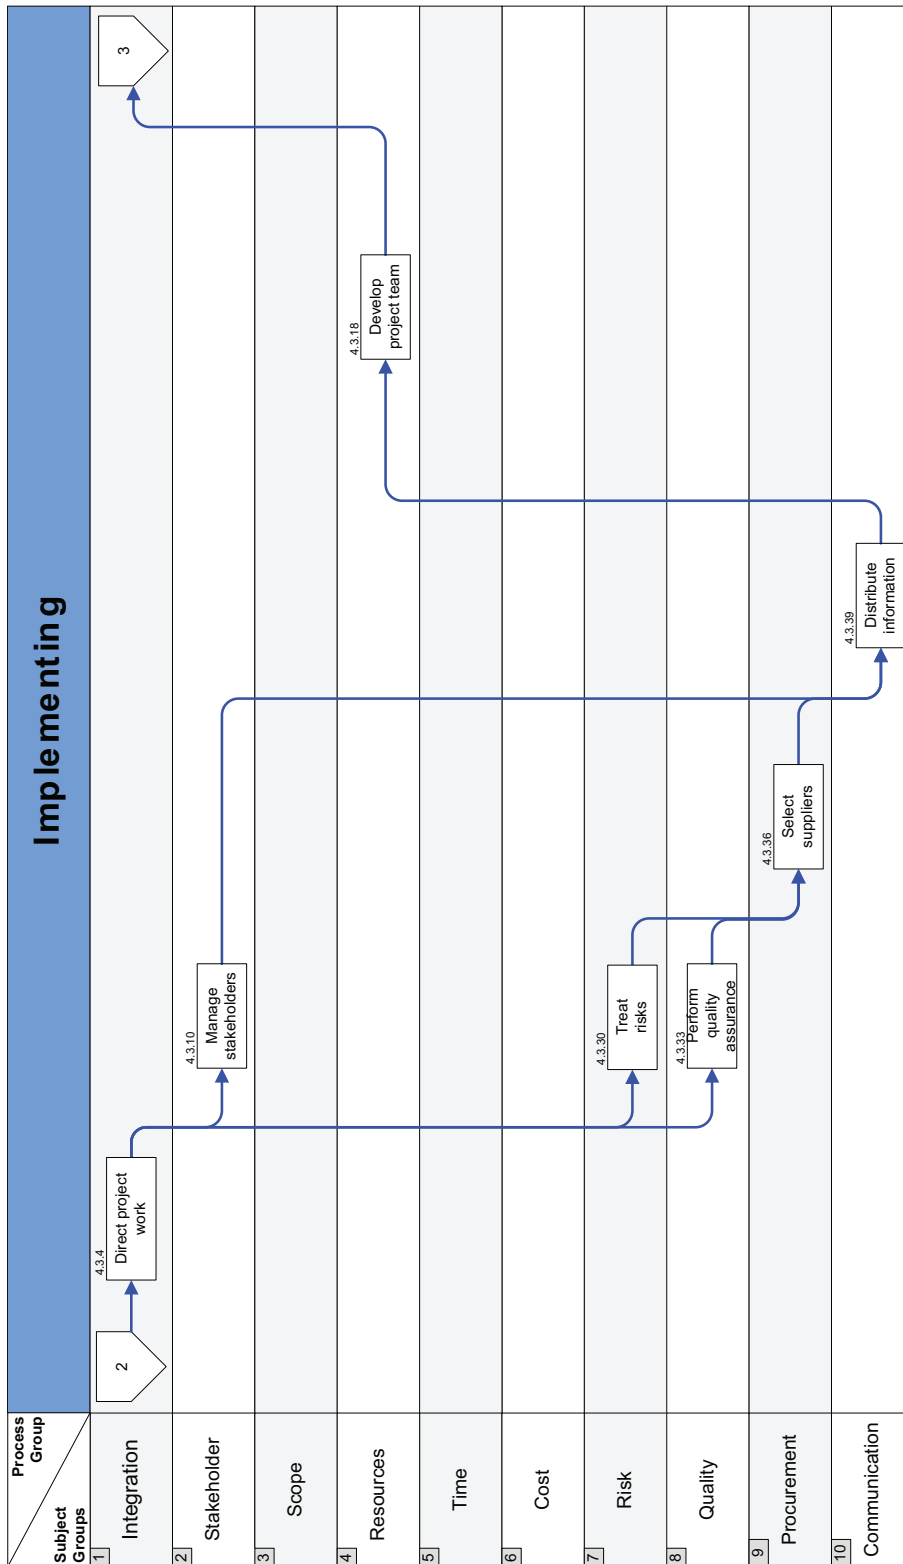 Process
Group
Subject
Groups
Implementing
1
Integration
2
4.3.4
Direct project
work
3
2
Stakeholder
4.3.10
Manage
stakeholders
3
Scope
4
Resources
4.3.18
Develop
project team
5
Time
6
Cost
7
Risk
4.3.30
Treat
risks
8
Quality
4.3.33
Perform
quality
assurance
9
Procurement
4.3.36
Select
suppliers
10
Communication
4.3.39
Distribute
information